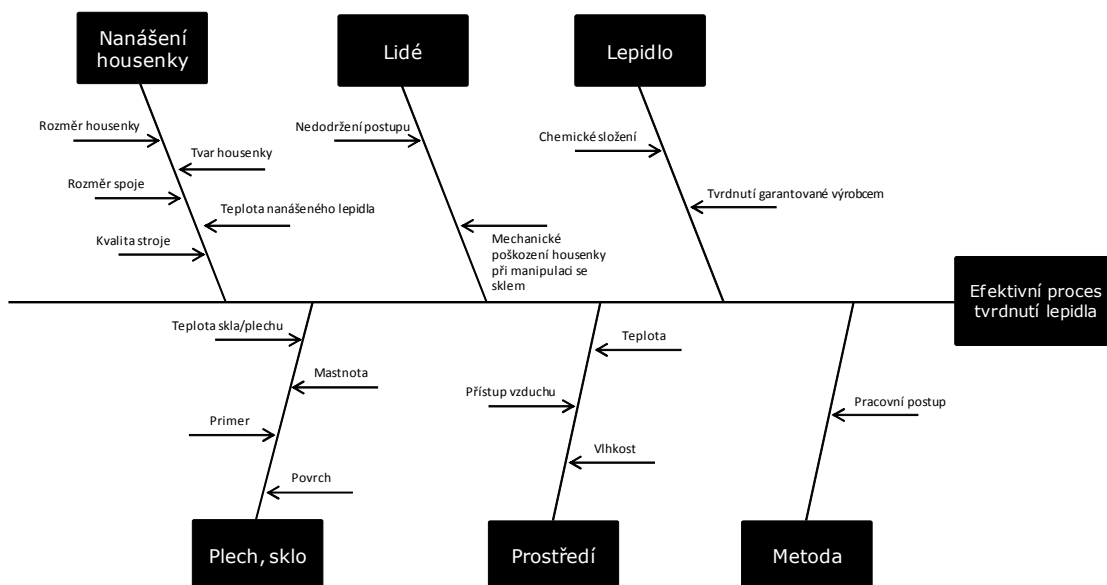 Nanášení
housenky
Lidé
Lepidlo
Rozměr housenky
Tvar housenky
Rozměr spoje
Teplota nanášeného lepidla
Kvalita stroje
Nedodržení postupu
Mechanické
poškození housenky
při manipulaci se
sklem
Chemické složení
Tvrdnutí garantované výrobcem
Efektivní proces
tvrdnutí lepidla
Teplota skla/plechu
Mastnota
Primer
Povrch
Teplota
Přístup vzduchu
Vlhkost
Pracovní postup
Plech, sklo
Prostředí
Metoda